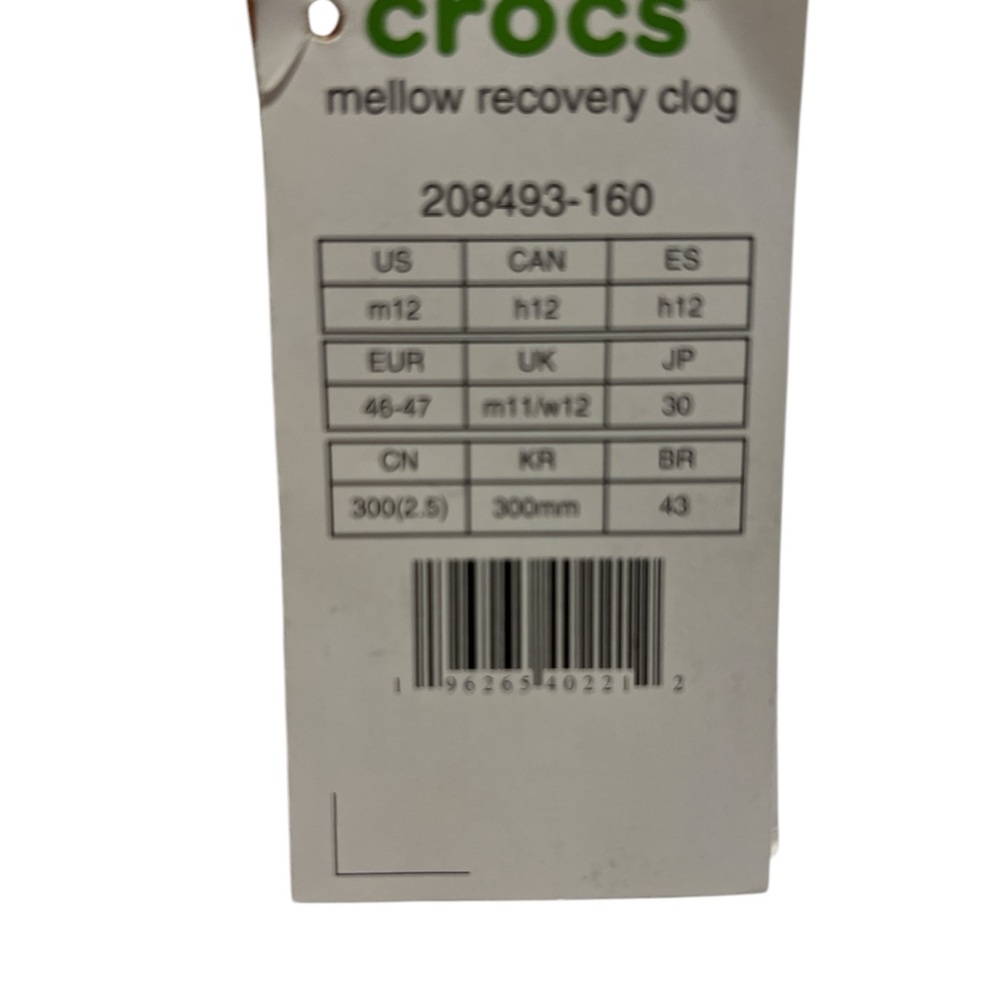 crocs
mellow recovery clog
208493-160
US CAN ES
m12 h12 h12
EUR UK JP
46-47 m11/w12 30
CN KR BR
300(2.5) 300mm 43
1 96265 40221 2